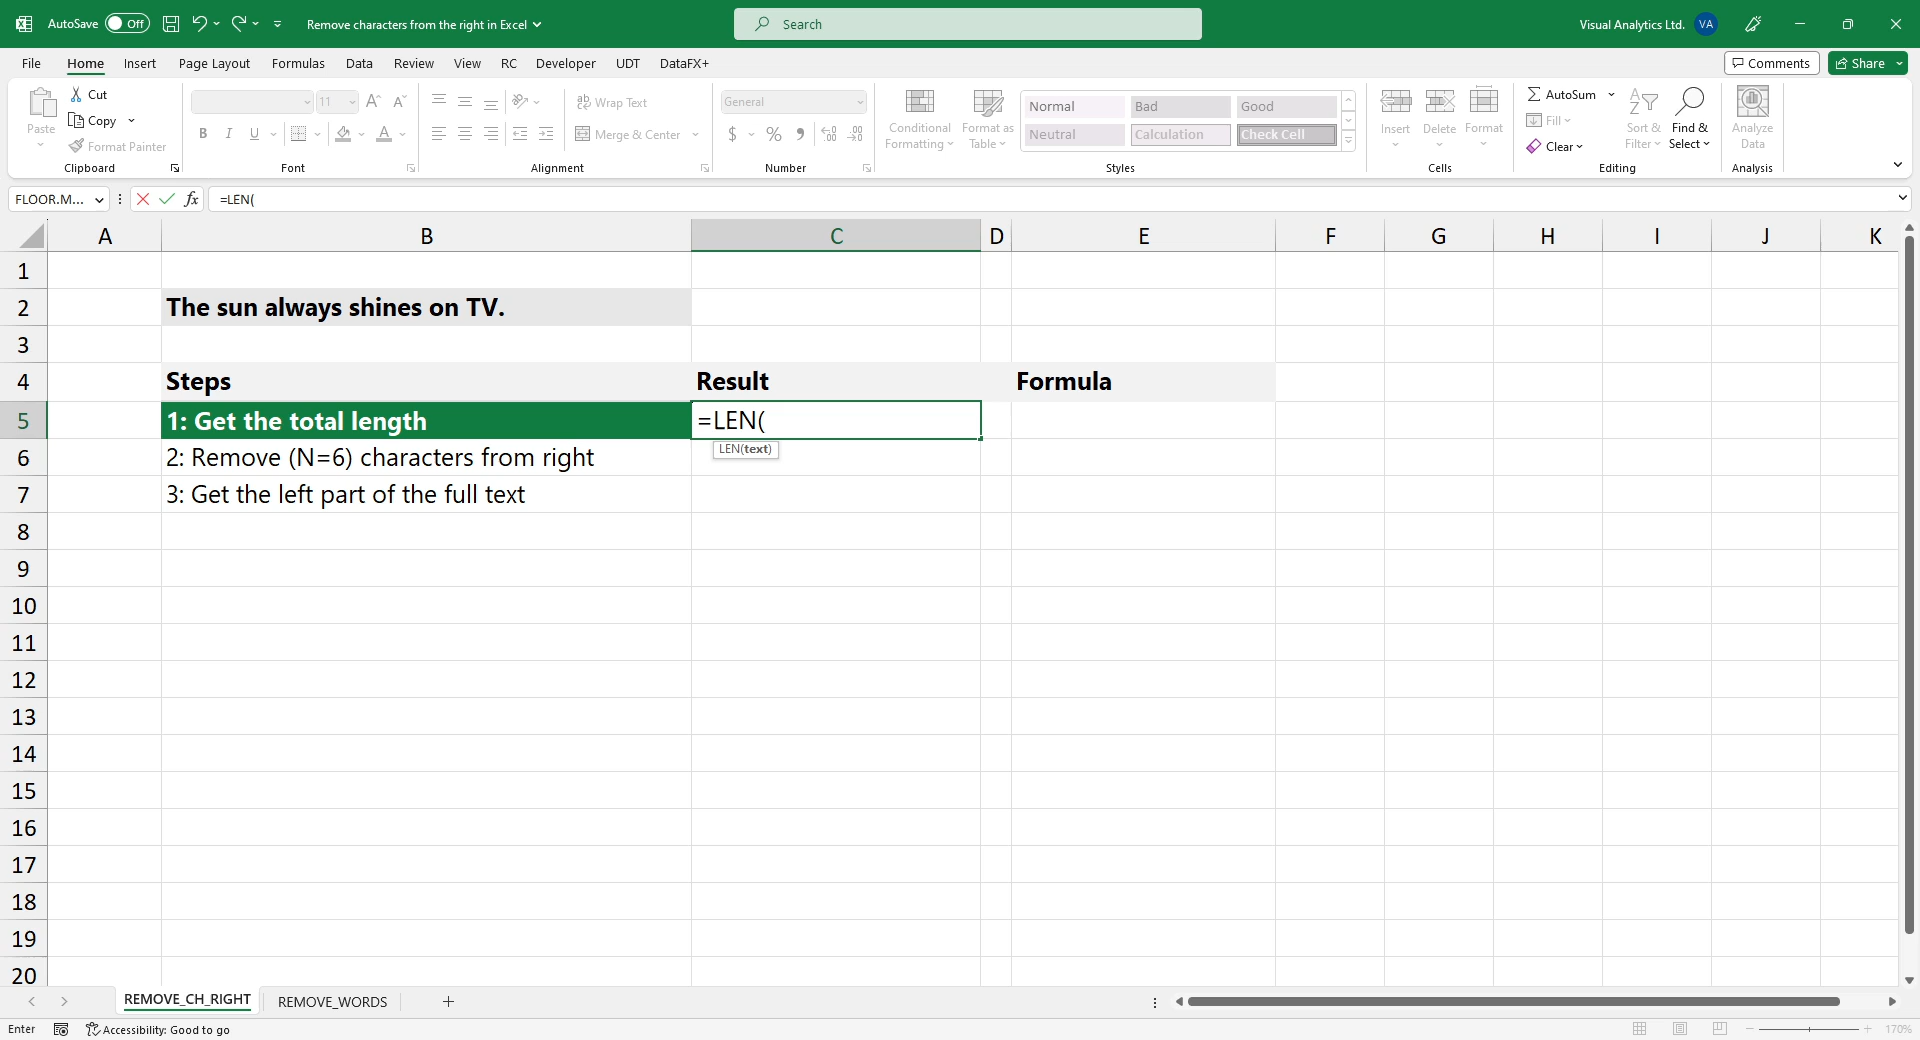 AutoSave Off Remove characters from the right in Excel Search Visual Analytics Ltd. VA
File Home Insert Page Layout Formulas Data Review View RC Developer UDT DataFX+ Comments Share
Paste
Cut
Copy
Format Painter
Clipboard
11
B I U
A
Font
Wrap Text
Merge & Center
Alignment
General
$ % 9
Number
Conditional Formatting
Format as Table
Normal Bad Good
Neutral Calculation Check Cell
Styles
Insert Delete Format
Cells
AutoSum
Fill
Clear
Sort & Filter
Find & Select
Editing
Analyze Data
Analysis
FLOOR.M... fx =LEN(
A B C D E F G H I J K
1
2 The sun always shines on TV.
3
4 Steps Result Formula
5 1: Get the total length =LEN(
LEN(text)
6 2: Remove (N=6) characters from right
7 3: Get the left part of the full text
8
9
10
11
12
13
14
15
16
17
18
19
20
REMOVE_CH_RIGHT REMOVE_WORDS +
Enter Accessibility: Good to go 170%